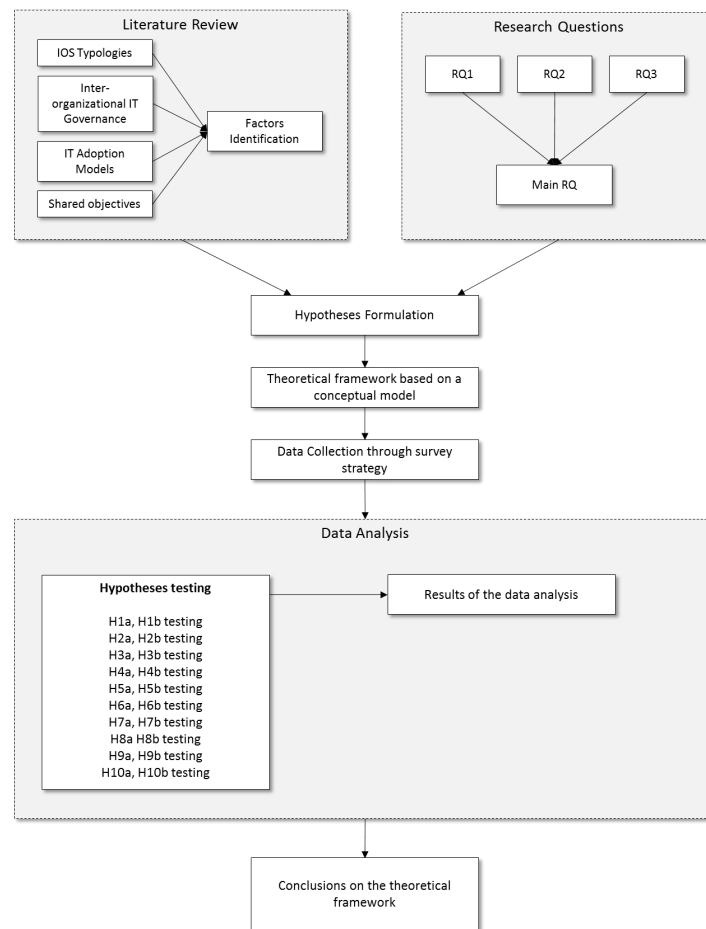 Literature Review
IOS Typologies
Inter-
organizational IT
Governance
IT Adoption
Models
Shared objectives
Factors
Identification
Research Questions
RQ1
RQ2
RQ3
Main RQ
Hypotheses Formulation
Theoretical framework based on a
conceptual model
Data Collection through survey
strategy
Data Analysis
Hypotheses testing
H1a, H1b testing
H2a, H2b testing
H3a, H3b testing
H4a, H4b testing
H5a, H5b testing
H6a, H6b testing
H7a, H7b testing
H8a H8b testing
H9a, H9b testing
H10a, H10b testing
Results of the data analysis
Conclusions on the theoretical
framework